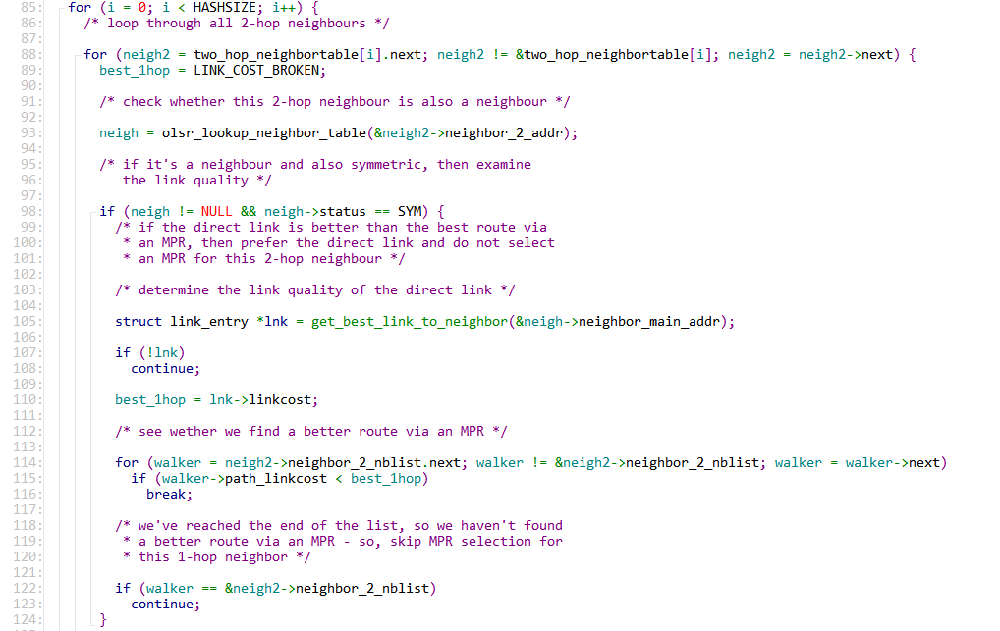 85: for (i = 0; i < HASHSIZE; i++) {
86: /* loop through all 2-hop neighbours */
87:
88: for (neigh2 = two_hop_neighbortable[i].next; neigh2 != &two_hop_neighbortable[i]; neigh2 = neigh2->next) {
89: best_1hop = LINK_COST_BROKEN;
90:
91: /* check whether this 2-hop neighbour is also a neighbour */
92:
93: neigh = olsr_lookup_neighbor_table(&neigh2->neighbor_2_addr);
94:
95: /* if it's a neighbour and also symmetric, then examine
96: the link quality */
97:
98: if (neigh != NULL && neigh->status == SYM) {
99: /* if the direct link is better than the best route via
100: * an MPR, then prefer the direct link and do not select
101: * an MPR for this 2-hop neighbour */
102:
103: /* determine the link quality of the direct link */
104:
105: struct link_entry *lnk = get_best_link_to_neighbor(&neigh->neighbor_main_addr);
106:
107: if (!lnk)
108: continue;
109:
110: best_1hop = lnk->linkcost;
111:
112: /* see wether we find a better route via an MPR */
113:
114: for (walker = neigh2->neighbor_2_nblist.next; walker != &neigh2->neighbor_2_nblist; walker = walker->next)
115: if (walker->path_linkcost < best_1hop)
116: break;
117:
118: /* we've reached the end of the list, so we haven't found
119: * a better route via an MPR - so, skip MPR selection for
120: * this 1-hop neighbor */
121:
122: if (walker == &neigh2->neighbor_2_nblist)
123: continue;
124: }